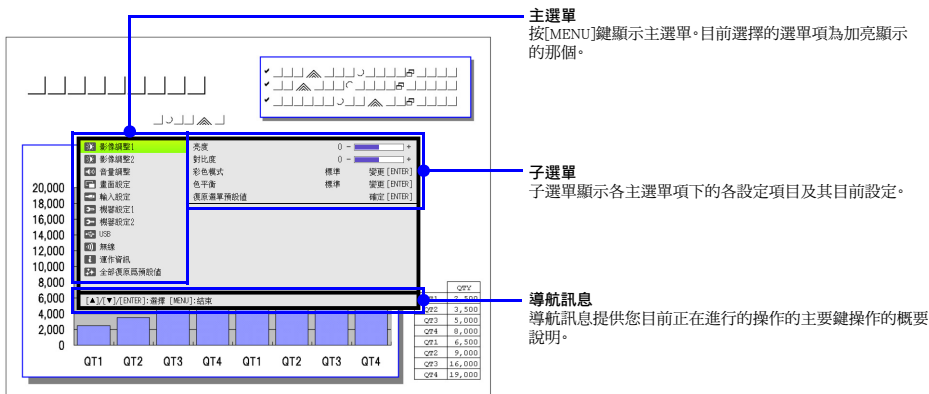 主選單
按[MENU]鍵顯示主選單。目前選擇的選單項為加亮顯示
的那個。
影像調整1
影像調整2
音量調整
畫面設定
輸入設定
機器設定1
機器設定2
USB
無線
運作資訊
全部復原爲預設值
亮度 0 - +
對比度 0 - +
彩色模式 標準 變更[ENTER]
色平衡 標準 變更[ENTER]
復原選單預設值 確定[ENTER]
[▲]/[▼]/[ENTER]:選擇 [MENU]:結束
子選單
子選單顯示各主選單項下的各設定項目及其目前設定。
導航訊息
導航訊息提供您目前正在進行的操作的主要鍵操作的概要
說明。
20,000
18,000
16,000
14,000
12,000
10,000
8,000
6,000
4,000
2,000
0
QT1 QT2 QT3 QT4 QT1 QT2 QT3 QT4
QTY
QT2 3,500
QT3 5,000
QT4 8,000
QT1 6,500
QT2 9,000
QT3 16,000
QT4 19,000